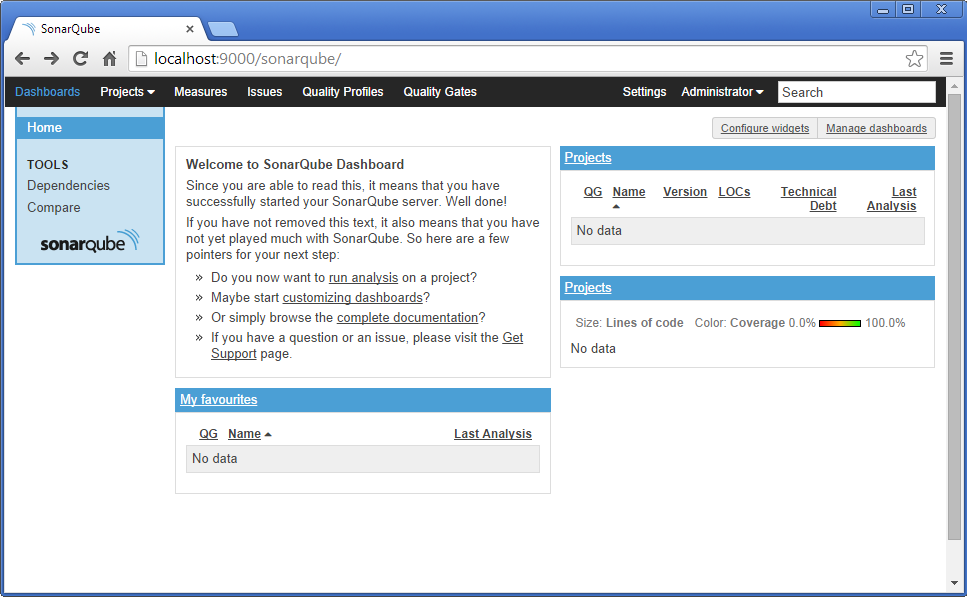 SonarQube
localhost:9000/sonarqube/
Dashboards Projects Measures Issues Quality Profiles Quality Gates Settings Administrator Search
Home
TOOLS
Dependencies
Compare
sonarqube
Configure widgets Manage dashboards
Welcome to SonarQube Dashboard
Since you are able to read this, it means that you have
successfully started your SonarQube server. Well done!
If you have not removed this text, it also means that you have
not yet played much with SonarQube. So here are a few
pointers for your next step:
» Do you now want to run analysis on a project?
» Maybe start customizing dashboards?
» Or simply browse the complete documentation?
» If you have a question or an issue, please visit the Get
Support page.
My favourites
QG Name Last Analysis
No data
Projects
QG Name Version LOCs Technical Last
Debt Analysis
No data
Projects
Size: Lines of code Color: Coverage 0.0% 100.0%
No data